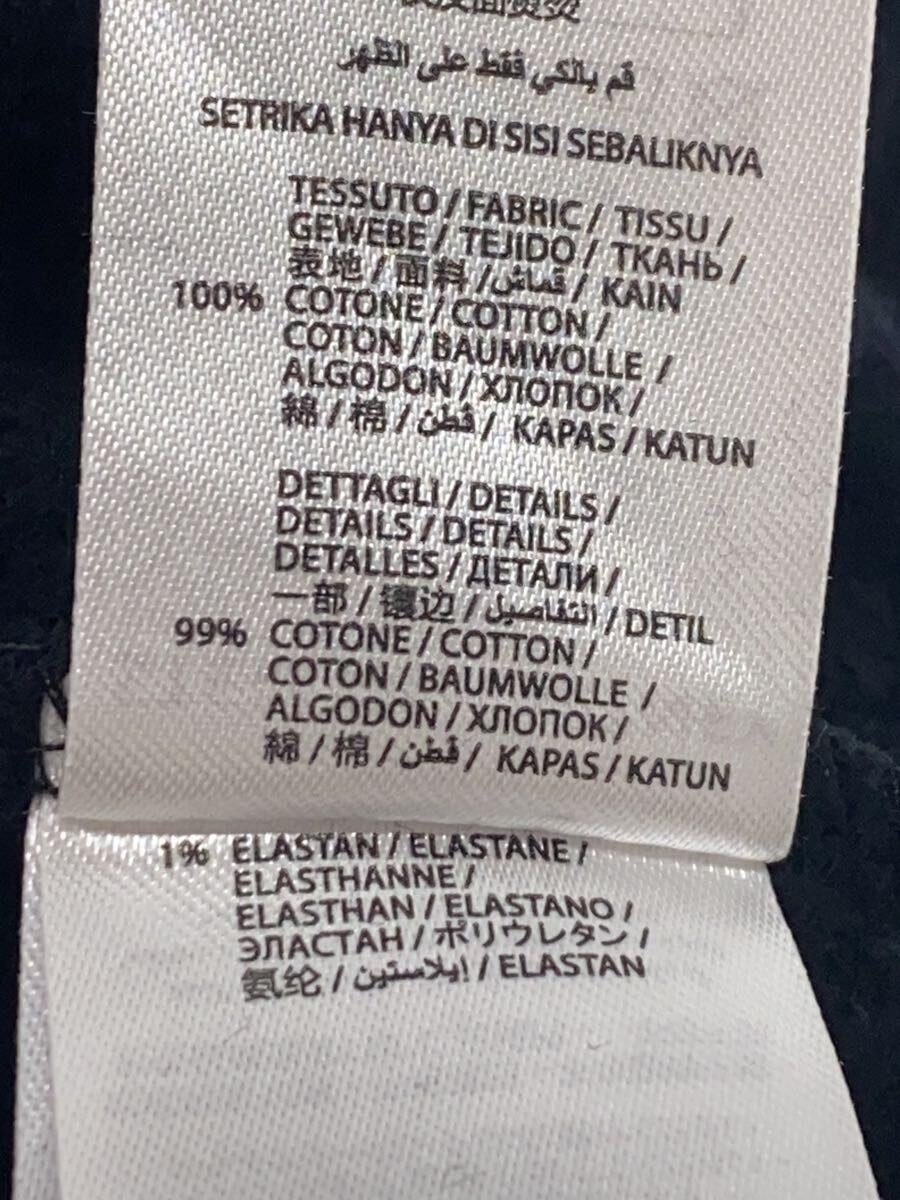 قم بالكي فقط على الظهر
SETRIKA HANYA DI SISI SEBALIKNYA
TESSUTO / FABRIC / TISSU /
GEWEBE / TEJIDO / ТКАНЬ /
表地 / 面料 / قماش / KAIN
100% COTONE / COTTON /
COTON / BAUMWOLLE /
ALGODON / ХЛОПОК /
綿 / 棉 / قطن / KAPAS / KATUN
DETTAGLI / DETAILS /
DETAILS / DETAILS /
DETALLES / ДЕТАЛИ /
一部 / 镶边 / التفاصيل / DETIL
99% COTONE / COTTON /
COTON / BAUMWOLLE /
ALGODON / ХЛОПОК /
綿 / 棉 / قطن / KAPAS / KATUN
1% ELASTAN / ELASTANE /
ELASTHANNE /
ELASTHAN / ELASTANO /
ЭЛАСТАН / ポリウレタン /
氨纶 / إيلاستين / ELASTAN